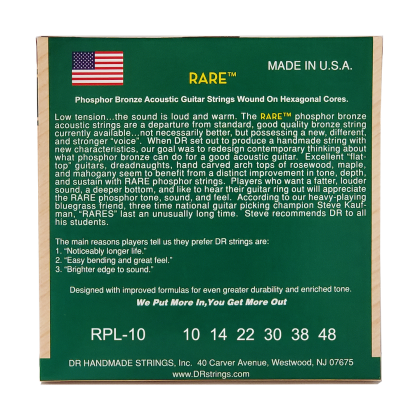 RARE™
MADE IN U.S.A.
Phosphor Bronze Acoustic Guitar Strings Wound On Hexagonal Cores.
Low tension...the sound is loud and warm. The RARE™ phosphor bronze
acoustic strings are a departure from standard, good quality bronze string
currently available...not necessarily better, but possessing a new, different,
and stronger "voice". When DR set out to produce a handmade string with
new characteristics, our goal was to redesign contemporary thinking about
what phosphor bronze can do for a good acoustic guitar. Excellent "flat-
top" guitars, dreadnaughts, hand carved arch tops of rosewood, maple,
and mahogany seem to benefit from a distinct improvement in tone, depth,
and sustain with RARE phosphor strings. Players who want a fatter, louder
sound, a deeper bottom, and like to hear their guitar ring out will appreciate
the RARE phosphor tone, sound, and feel. According to our heavy-playing
bluegrass friend, three time national guitar picking champion Steve Kauf-
man, "RARES" last an unusually long time. Steve recommends DR to all
his students.
The main reasons players tell us they prefer DR strings are:
1. "Noticeably longer life."
2. "Easy bending and great feel."
3. "Brighter edge to sound."
Designed with improved formulas for even greater durability and enriched tone.
We Put More In,You Get More Out
RPL-10 10 14 22 30 38 48
DR HANDMADE STRINGS, Inc. 40 Carver Avenue, Westwood, NJ 07675
www.DRstrings.com